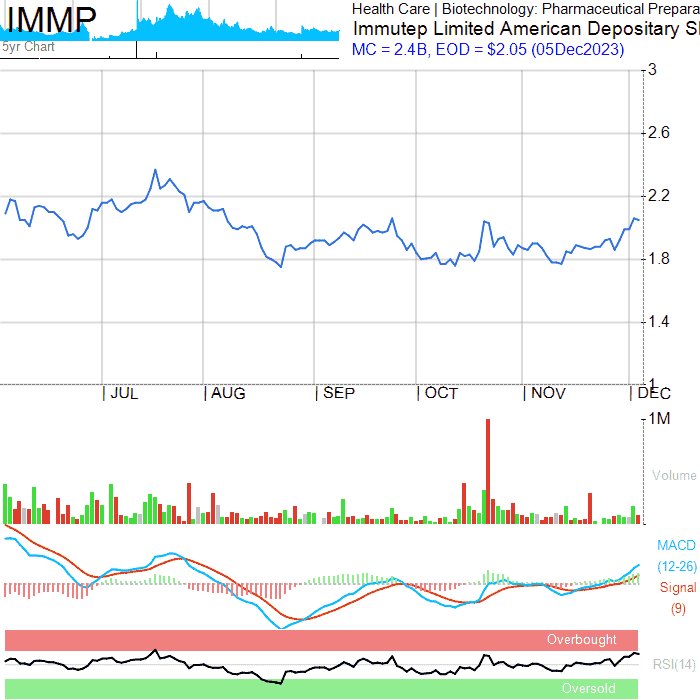 IMMP
5yr Chart
Health Care | Biotechnology: Pharmaceutical Prepara
Immutep Limited American Depositary S
MC = 2.4B, EOD = $2.05 (05Dec2023)
3
2.6
2.2
1.8
1.4
1
| JUL | AUG | SEP | OCT | NOV | DEC
1M
Volume
MACD
(12-26)
Signal
(9)
Overbought
RSI(14)
Oversold